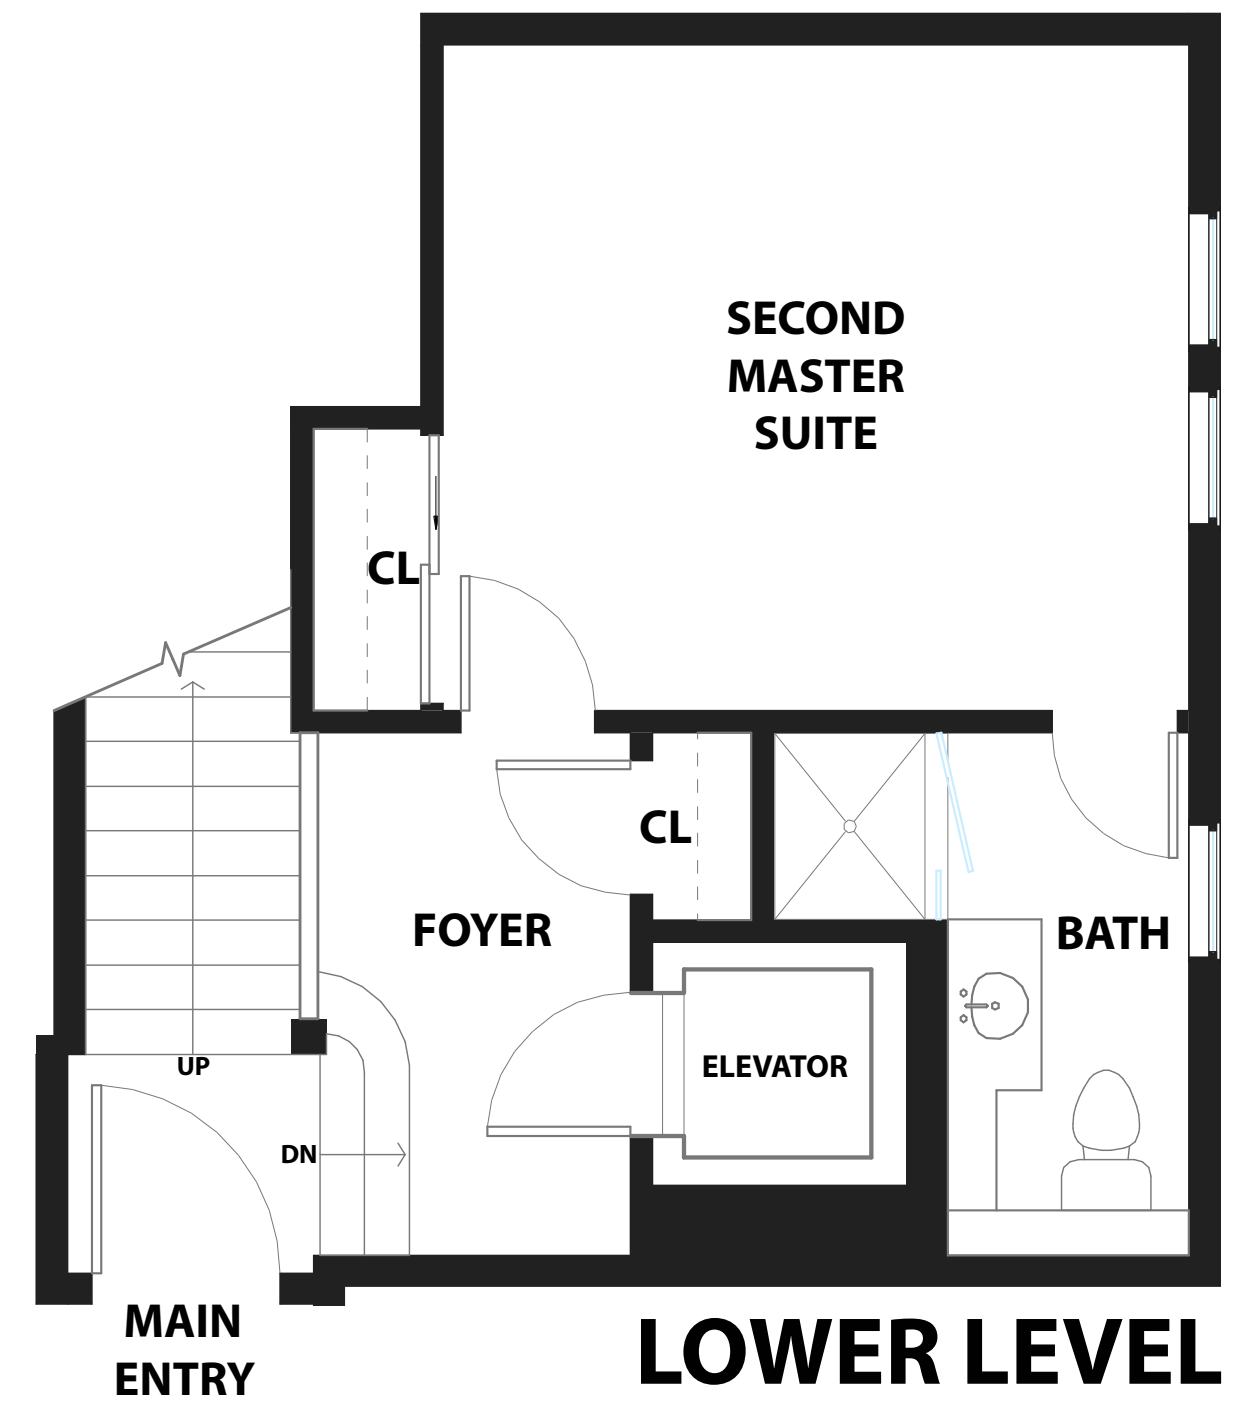 SECOND
MASTER
SUITE
CL
CL
FOYER
BATH
ELEVATOR
UP
DN
MAIN
ENTRY
LOWER LEVEL